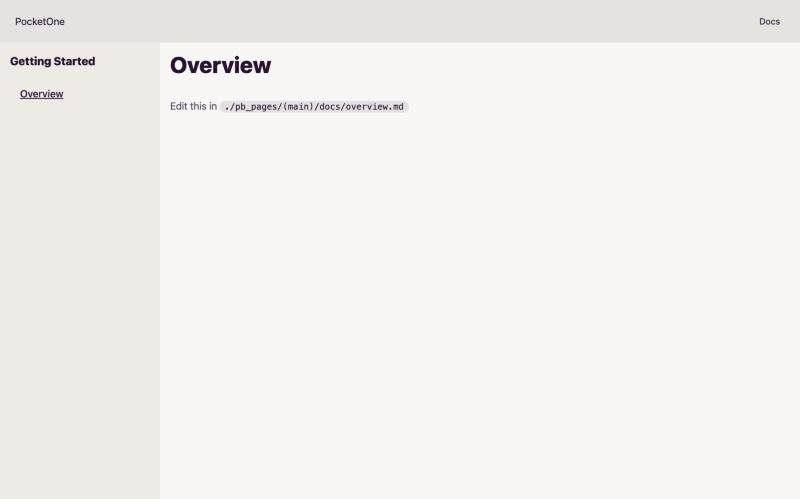 PocketOne
Docs
Getting Started
Overview
Overview
Edit this in ./pb_pages/(main)/docs/overview.md